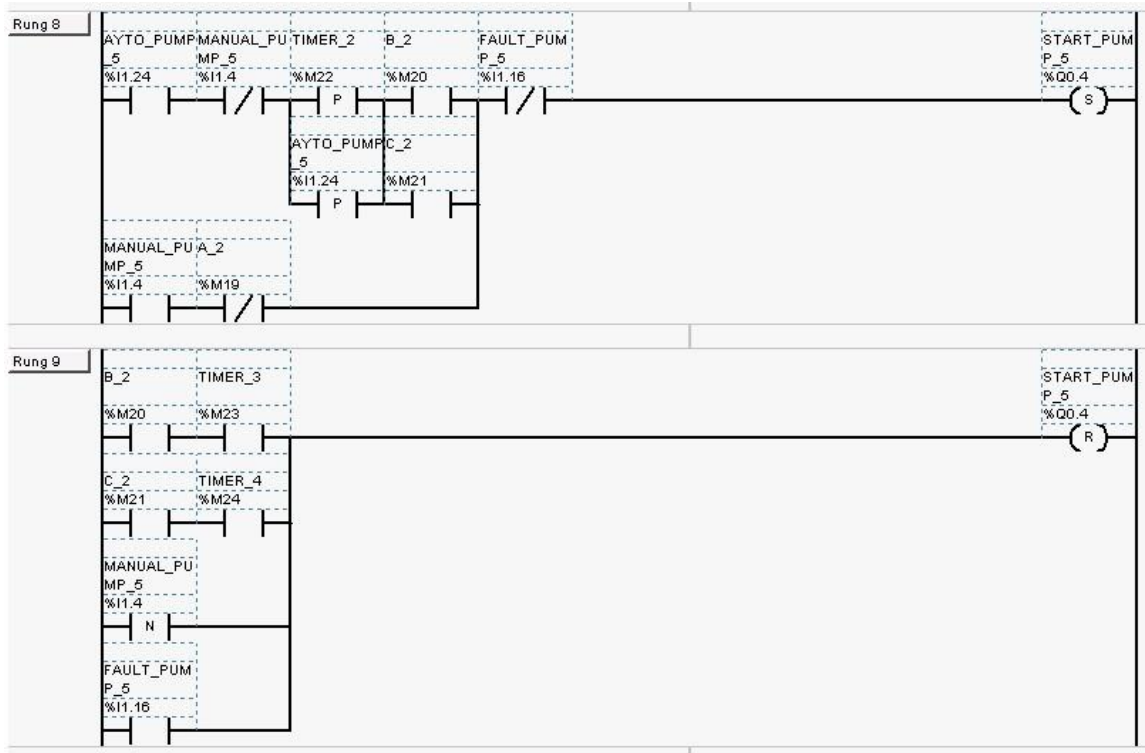 Rung 8
AYTO_PUMP MANUAL_PU TIMER_2 B_2 FAULT_PUM START_PUM
_5 MP_5 P_5 P_5
%I1.24 %I1.4 %M22 %M20 %I1.16 %Q0.4
P S
AYTO_PUMP C_2
_5
%I1.24 %M21
P
MANUAL_PU A_2
MP_5
%I1.4 %M19
Rung 9
B_2 TIMER_3 START_PUM
P_5
%M20 %M23 %Q0.4
R
C_2 TIMER_4
%M21 %M24
MANUAL_PU
MP_5
%I1.4
N
FAULT_PUM
P_5
%I1.16